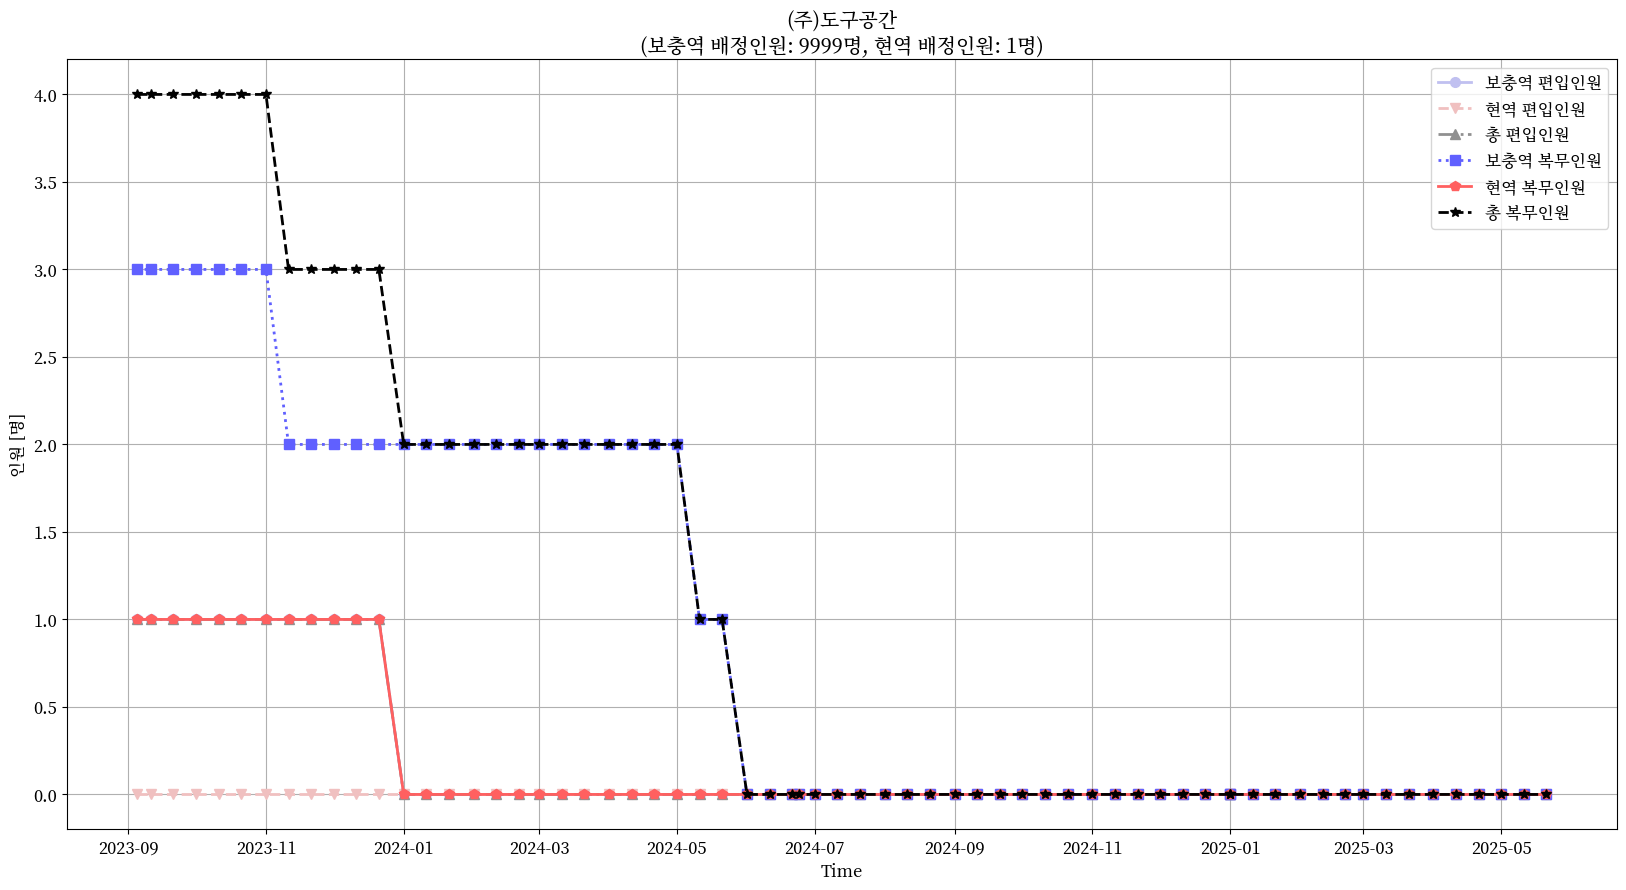 (주)도구공간
(보충역 배정인원: 9999명, 현역 배정인원: 1명)
보충역 편입인원
현역 편입인원
총 편입인원
보충역 복무인원
현역 복무인원
총 복무인원
인원 [명]
4.0
3.5
3.0
2.5
2.0
1.5
1.0
0.5
0.0
2023-09 2023-11 2024-01 2024-03 2024-05 2024-07 2024-09 2024-11 2025-01 2025-03 2025-05
Time